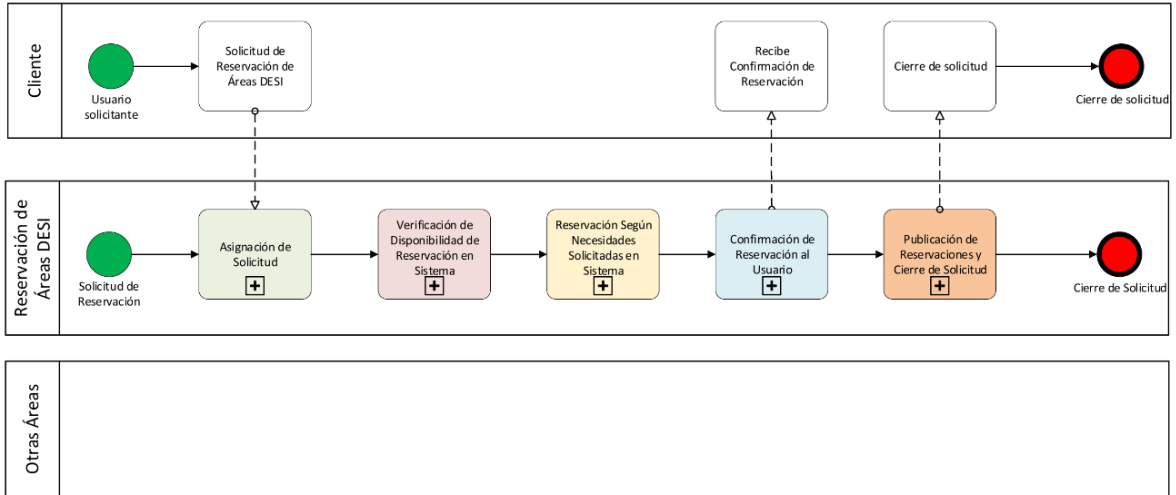 Cliente
Usuario
solicitante
Solicitud de
Reservación de
Áreas DESI
Recibe
Confirmación de
Reservación
Cierre de solicitud
Cierre de solicitud
Reservación de
Áreas DESI
Solicitud de
Reservación
Asignación de
Solicitud
Verificación de
Disponibilidad de
Reservación en
Sistema
Reservación Según
Necesidades
Solicitadas en
Sistema
Confirmación de
Reservación al
Usuario
Publicación de
Reservaciones y
Cierre de Solicitud
Cierre de Solicitud
Otras Áreas